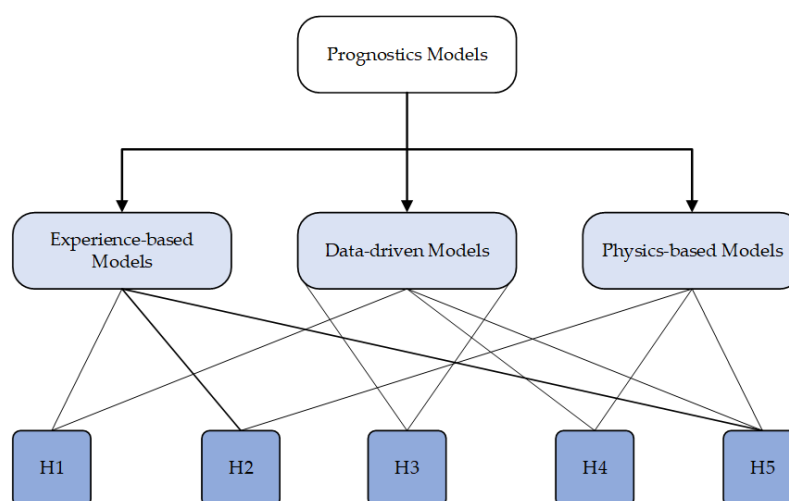 Prognostics Models
Experience-based
Models
Data-driven Models
Physics-based Models
H1
H2
H3
H4
H5